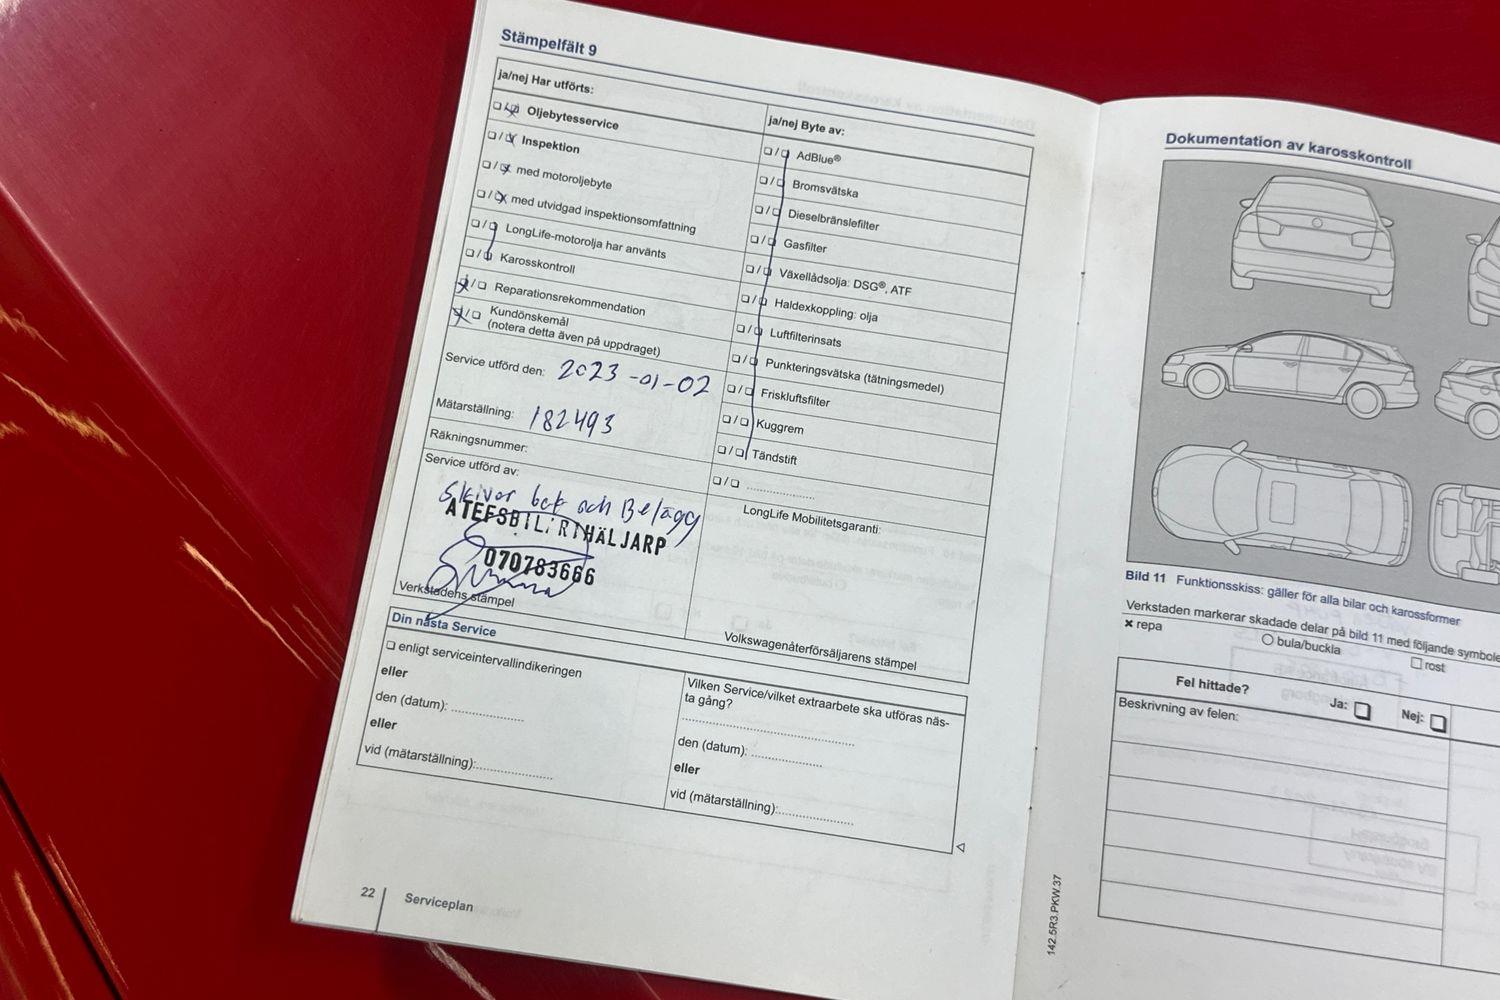 Stämpelfält 9
ja/nej Har utförts:
Oljebytesservice
Inspektion
med motoroljebyte
med utvidgad inspektionsomfattning
LongLife-motorolja har använts
Karosskontroll
Reparationsrekommendation
Kundönskemål
(notera detta även på uppdraget)
Service utförd den: 2023-01-02
Mätarställning: 182493
Räkningsnummer:
Service utförd av:
Skivor bak och Belägg
HÄLJARP
070783666
Verkstadens stämpel
ja/nej Byte av:
AdBlue®
Bromsvätska
Dieselbränslefilter
Gasfilter
Växellådsolja: DSG®, ATF
Haldexkoppling: olja
Luftfilterinsats
Punkteringsvätska (tätningsmedel)
Friskluftsfilter
Kuggrem
Tändstift
LongLife Mobilitetsgaranti:
Volkswagenåterförsäljarens stämpel
Din nästa Service
enligt serviceintervallindikeringen
eller
den (datum):
eller
vid (mätarställning):
Vilken Service/vilket extraarbete ska utföras näs-
ta gång?
den (datum):
eller
vid (mätarställning):
22 Serviceplan
142.5R3.PKW.37
Dokumentation av karosskontroll
Bild 11 Funktionsskiss: gäller för alla bilar och karossformer
Verkstaden markerar skadade delar på bild 11 med följande symbole
repa
bula/buckla
rost
Fel hittade?
Ja:
Nej:
Beskrivning av felen: